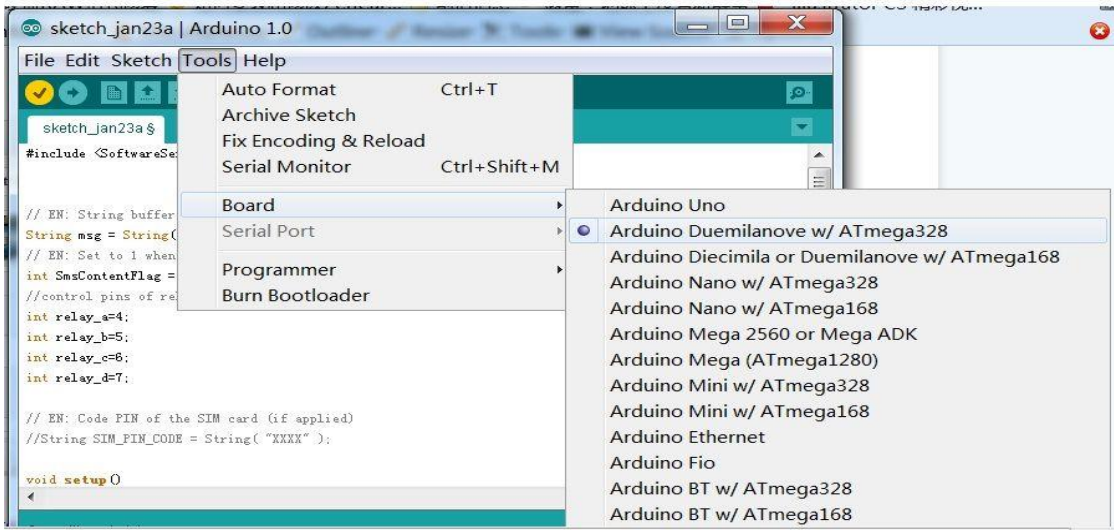 sketch_jan23a | Arduino 1.0
File Edit Sketch Tools Help
Auto Format Ctrl+T
Archive Sketch
Fix Encoding & Reload
Serial Monitor Ctrl+Shift+M
Board
Serial Port
Programmer
Burn Bootloader
Arduino Uno
Arduino Duemilanove w/ ATmega328
Arduino Diecimila or Duemilanove w/ ATmega168
Arduino Nano w/ ATmega328
Arduino Nano w/ ATmega168
Arduino Mega 2560 or Mega ADK
Arduino Mega (ATmega1280)
Arduino Mini w/ ATmega328
Arduino Mini w/ ATmega168
Arduino Ethernet
Arduino Fio
Arduino BT w/ ATmega328
Arduino BT w/ ATmega168
sketch_jan23a §
#include <SoftwareSe
// EN: String buffer
String msg = String(
// EN: Set to 1 when
int SmsContentFlag =
//control pins of re
int relay_a=4;
int relay_b=5;
int relay_c=6;
int relay_d=7;
// EN: Code PIN of the SIM card (if applied)
//String SIM_PIN_CODE = String( "XXXX" );
void setup()